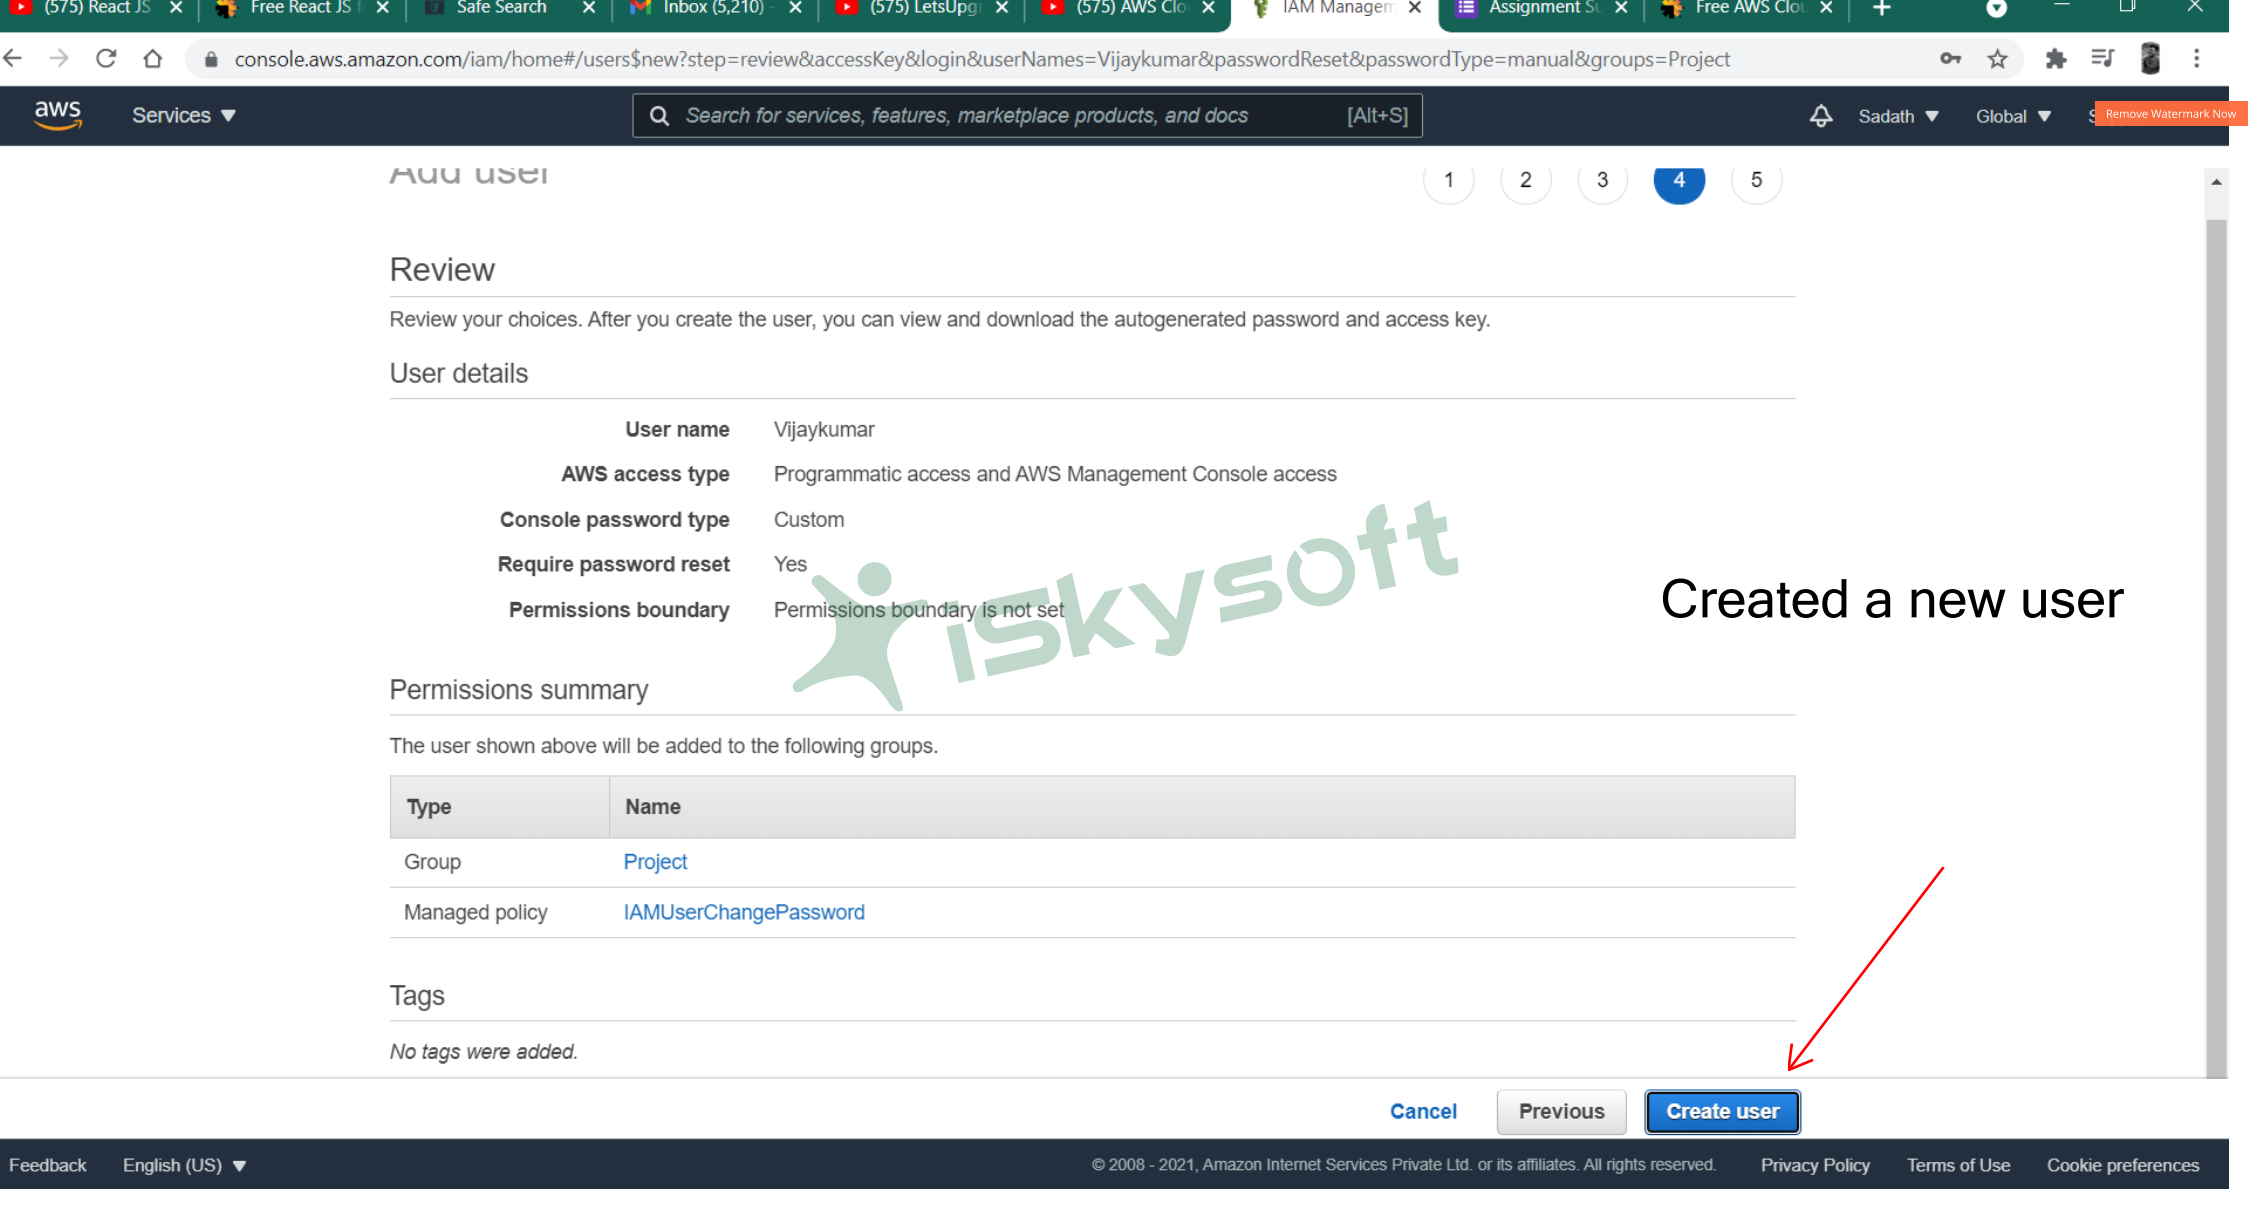 (575) React JS
Free React JS f
Safe Search
Inbox (5,210) -
(575) LetsUpgr
(575) AWS Clo
IAM Managem
Assignment Su
Free AWS Clou
console.aws.amazon.com/iam/home#/users$new?step=review&accessKey&login&userNames=Vijaykumar&passwordReset&passwordType=manual&groups=Project
aws
Services
Search for services, features, marketplace products, and docs
[Alt+S]
Sadath
Global
Remove Watermark Now
Add user
1
2
3
4
5
Review
Review your choices. After you create the user, you can view and download the autogenerated password and access key.
User details
User name Vijaykumar
AWS access type Programmatic access and AWS Management Console access
Console password type Custom
Require password reset Yes
Permissions boundary Permissions boundary is not set
iskysoft
Created a new user
Permissions summary
The user shown above will be added to the following groups.
Type Name
Group Project
Managed policy IAMUserChangePassword
Tags
No tags were added.
Cancel
Previous
Create user
Feedback
English (US)
© 2008 - 2021, Amazon Internet Services Private Ltd. or its affiliates. All rights reserved.
Privacy Policy
Terms of Use
Cookie preferences